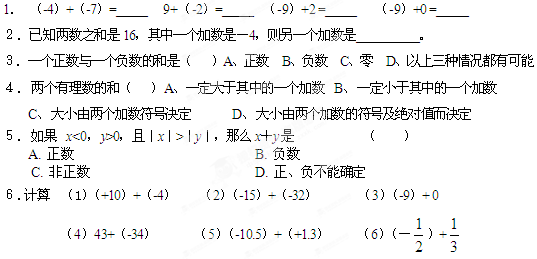 1. （-4）+（-7）=_____ 9+（-2）=_____ （-9）+2=_____ （-9）+0=_____
2．已知两数之和是 16，其中一个加数是－4，则另一个加数是_________。
3．一个正数与一个负数的和是（ ）A、正数 B、负数 C、零 D、以上三种情况都有可能
4．两个有理数的和（ ）A、一定大于其中的一个加数 B、一定小于其中的一个加数
C、大小由两个加数符号决定 D、大小由两个加数的符号及绝对值而决定
5．如果 x<0，y>0，且 | x | > | y | ，那么 x＋y 是 （ ）
A. 正数 B. 负数
C. 非正数 D. 正、负不能确定
6.计算 （1）（+10）+（-4） （2）（-15）+（-32） （3）（-9）+ 0
（4）43+（-34） （5）（-10.5）+（+1.3） （6）（－1/2）+1/3